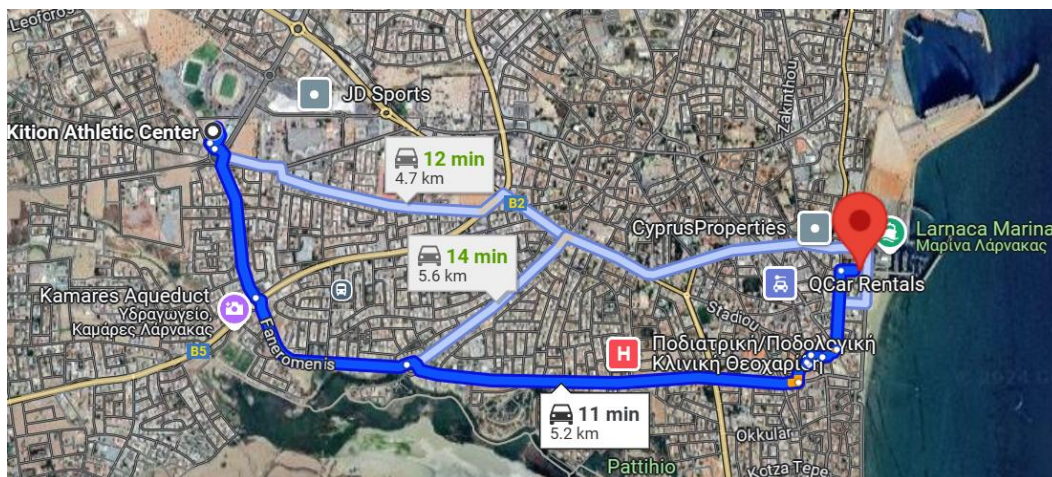 Leoforos
JD Sports
Kition Athletic Center
12 min
4.7 km
B2
Zakinthou
CyprusProperties
Larnaca Marina
Μαρίνα Λάρνακας
14 min
5.6 km
QCar Rentals
Kamares Aqueduct
Υδραγωγείο,
Καμάρες Λάρνακας
B5
Faneromenis
Stadiou
H
Ποδιατρική/Ποδολογική
Κλινική Θεοχαρίδη
11 min
5.2 km
Okkular
Pattihio
Kotza Tepe